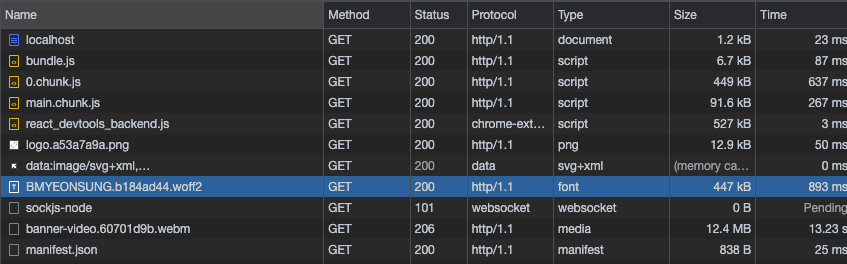 Name Method Status Protocol Type Size Time
localhost GET 200 http/1.1 document 1.2 kB 23 ms
bundle.js GET 200 http/1.1 script 6.7 kB 87 ms
0.chunk.js GET 200 http/1.1 script 449 kB 637 ms
main.chunk.js GET 200 http/1.1 script 91.6 kB 267 ms
react_devtools_backend.js GET 200 chrome-ext… script 527 kB 3 ms
logo.a53a7a9a.png GET 200 http/1.1 png 12.9 kB 50 ms
data:image/svg+xml,… GET 200 data svg+xml (memory ca… 0 ms
BMYEONSUNG.b184ad44.woff2 GET 200 http/1.1 font 447 kB 893 ms
sockjs-node GET 101 websocket websocket 0 B Pending
banner-video.60701d9b.webm GET 206 http/1.1 media 12.4 MB 13.23 s
manifest.json GET 200 http/1.1 manifest 838 B 25 ms